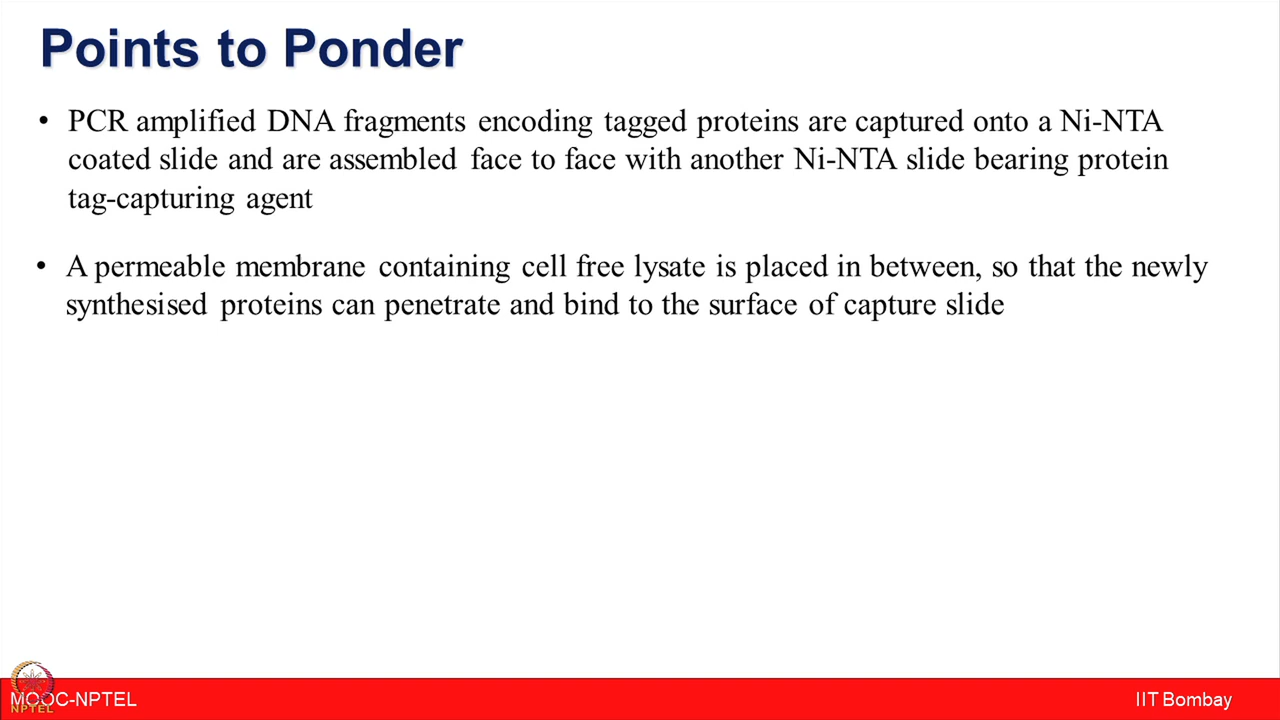 Points to Ponder
• PCR amplified DNA fragments encoding tagged proteins are captured onto a Ni-NTA
coated slide and are assembled face to face with another Ni-NTA slide bearing protein
tag-capturing agent
• A permeable membrane containing cell free lysate is placed in between, so that the newly
synthesised proteins can penetrate and bind to the surface of capture slide
MOOC-NPTEL
NPTEL
IIT Bombay